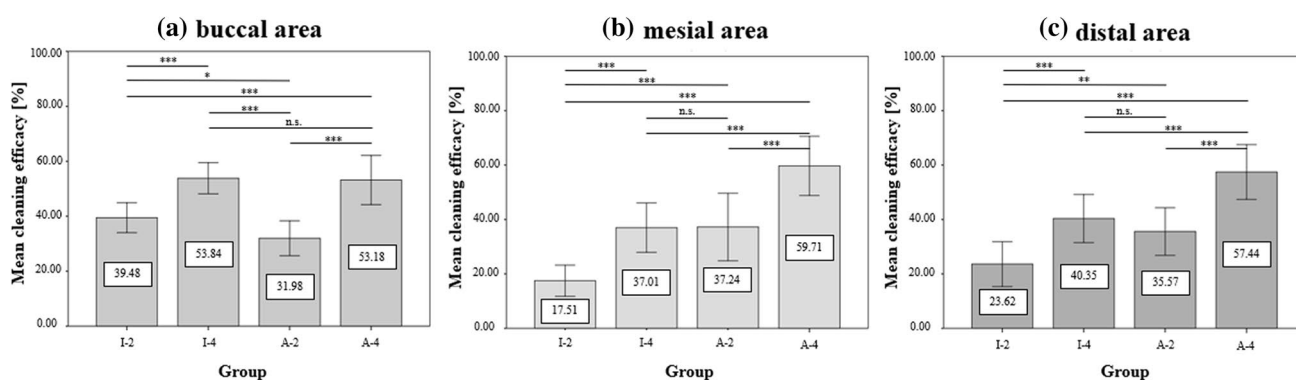 (a) buccal area
Mean cleaning efficacy [%]
100.00
80.00
60.00
40.00
20.00
0.00
***
*
***
***
n.s.
***
39.48
53.84
31.98
53.18
I-2
I-4
A-2
A-4
Group
(b) mesial area
Mean cleaning efficacy [%]
100.00
80.00
60.00
40.00
20.00
0.00
***
***
***
n.s.
***
***
17.51
37.01
37.24
59.71
I-2
I-4
A-2
A-4
Group
(c) distal area
Mean cleaning efficacy [%]
100.00
80.00
60.00
40.00
20.00
0.00
***
**
***
n.s.
***
***
23.62
40.35
35.57
57.44
I-2
I-4
A-2
A-4
Group